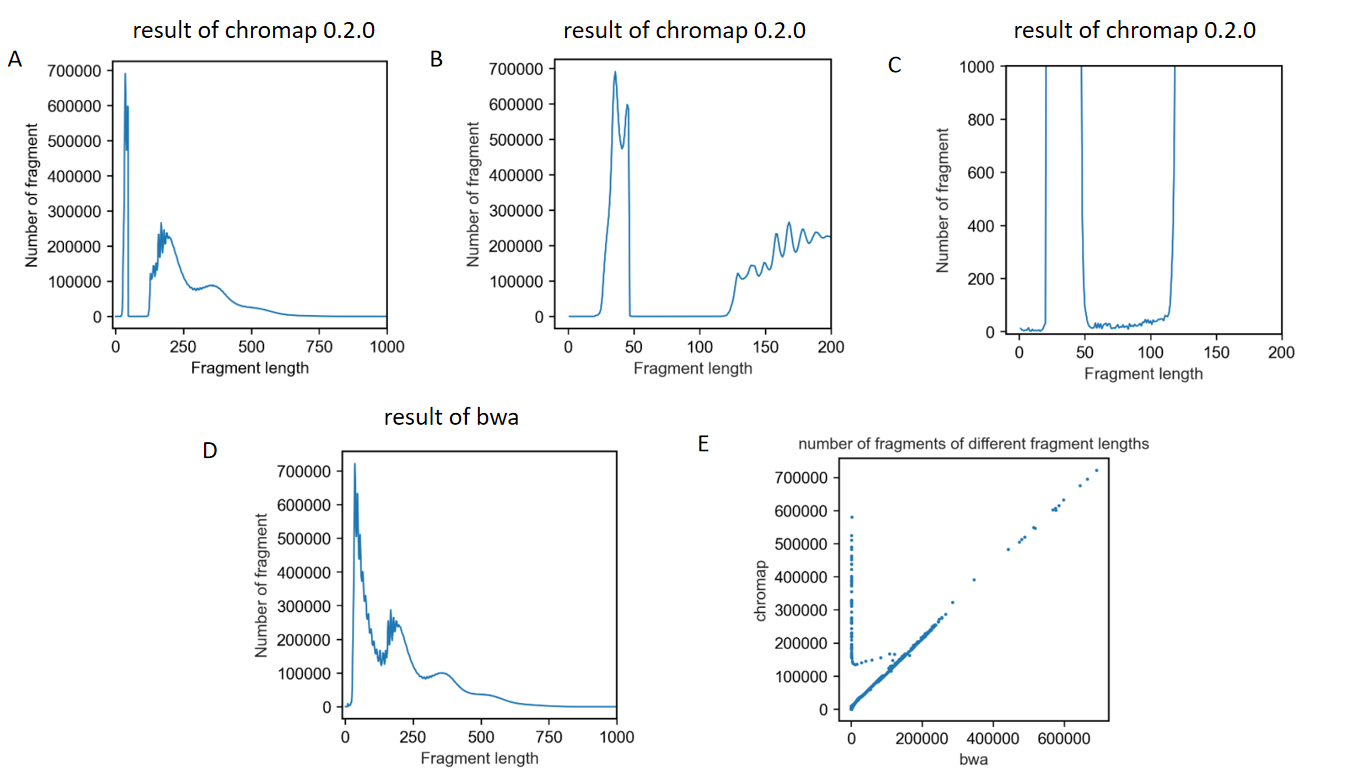 result of chromap 0.2.0
A
700000
600000
500000
400000
300000
200000
100000
0
Number of fragment
0 250 500 750 1000
Fragment length
result of chromap 0.2.0
B
700000
600000
500000
400000
300000
200000
100000
0
Number of fragment
0 50 100 150 200
Fragment length
result of chromap 0.2.0
C
1000
800
600
400
200
0
Number of fragment
0 50 100 150 200
Fragment length
result of bwa
D
700000
600000
500000
400000
300000
200000
100000
0
Number of fragment
0 250 500 750 1000
Fragment length
E
number of fragments of different fragment lengths
700000
600000
500000
400000
300000
200000
100000
0
chromap
0 200000 400000 600000
bwa